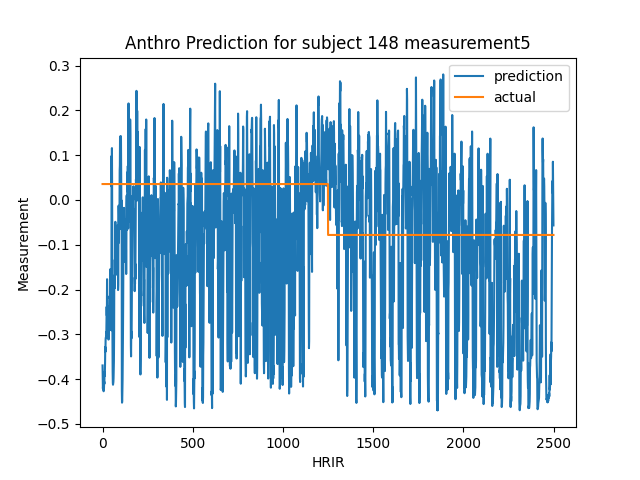 Anthro Prediction for subject 148 measurement5
prediction
actual
0.3
0.2
0.1
0.0
−0.1
−0.2
−0.3
−0.4
−0.5
Measurement
0 500 1000 1500 2000 2500
HRIR